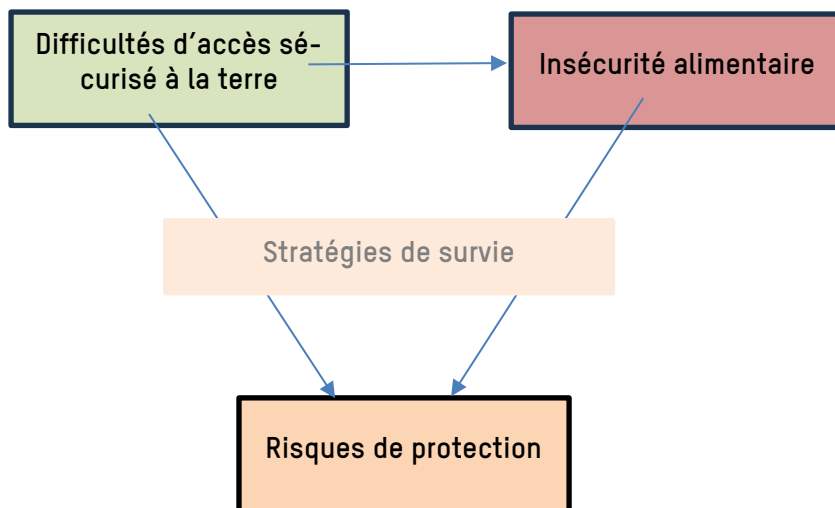 Difficultés d'accès sé-
curisé à la terre
Insécurité alimentaire
Stratégies de survie
Risques de protection